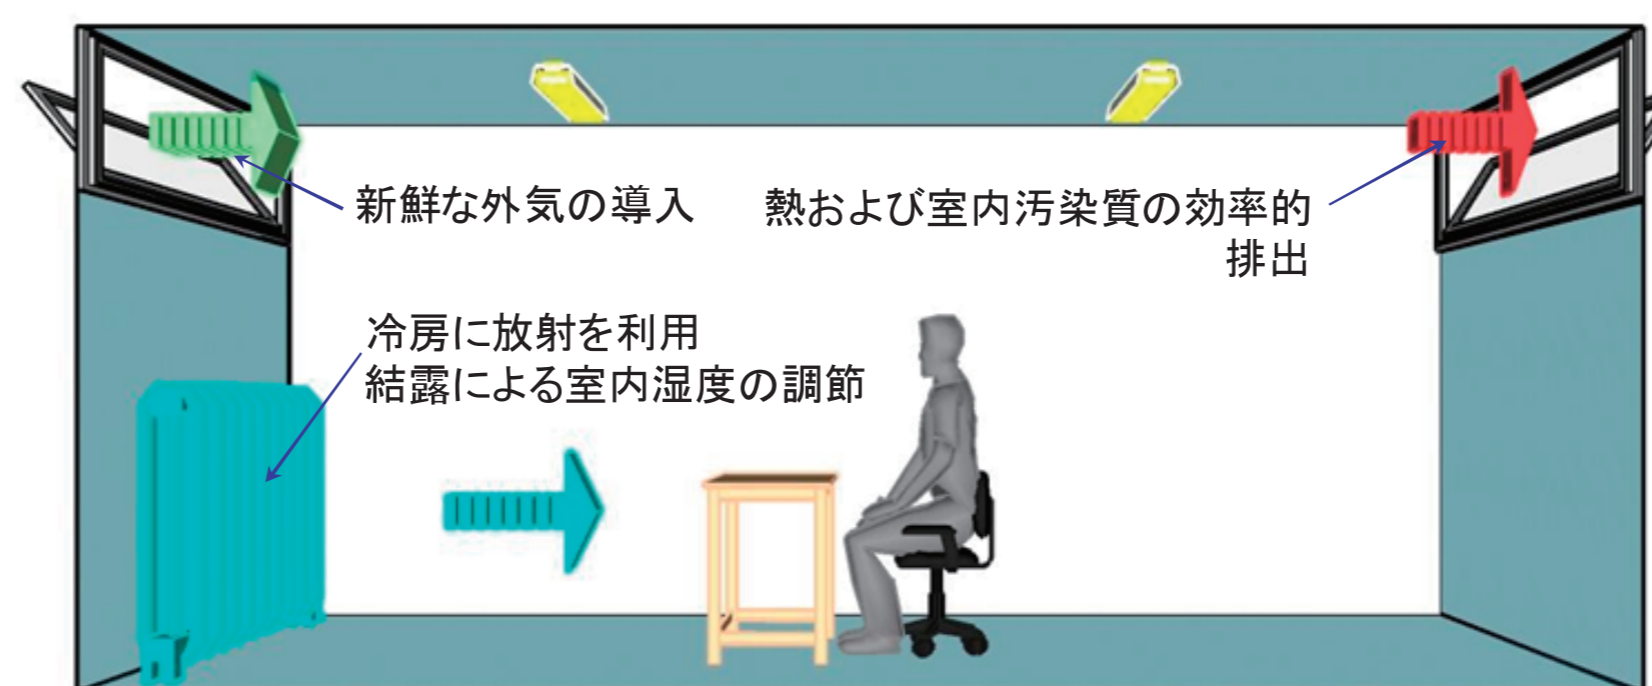 新鮮な外気の導入
熱および室内汚染質の効率的
排出
冷房に放射を利用
結露による室内湿度の調節